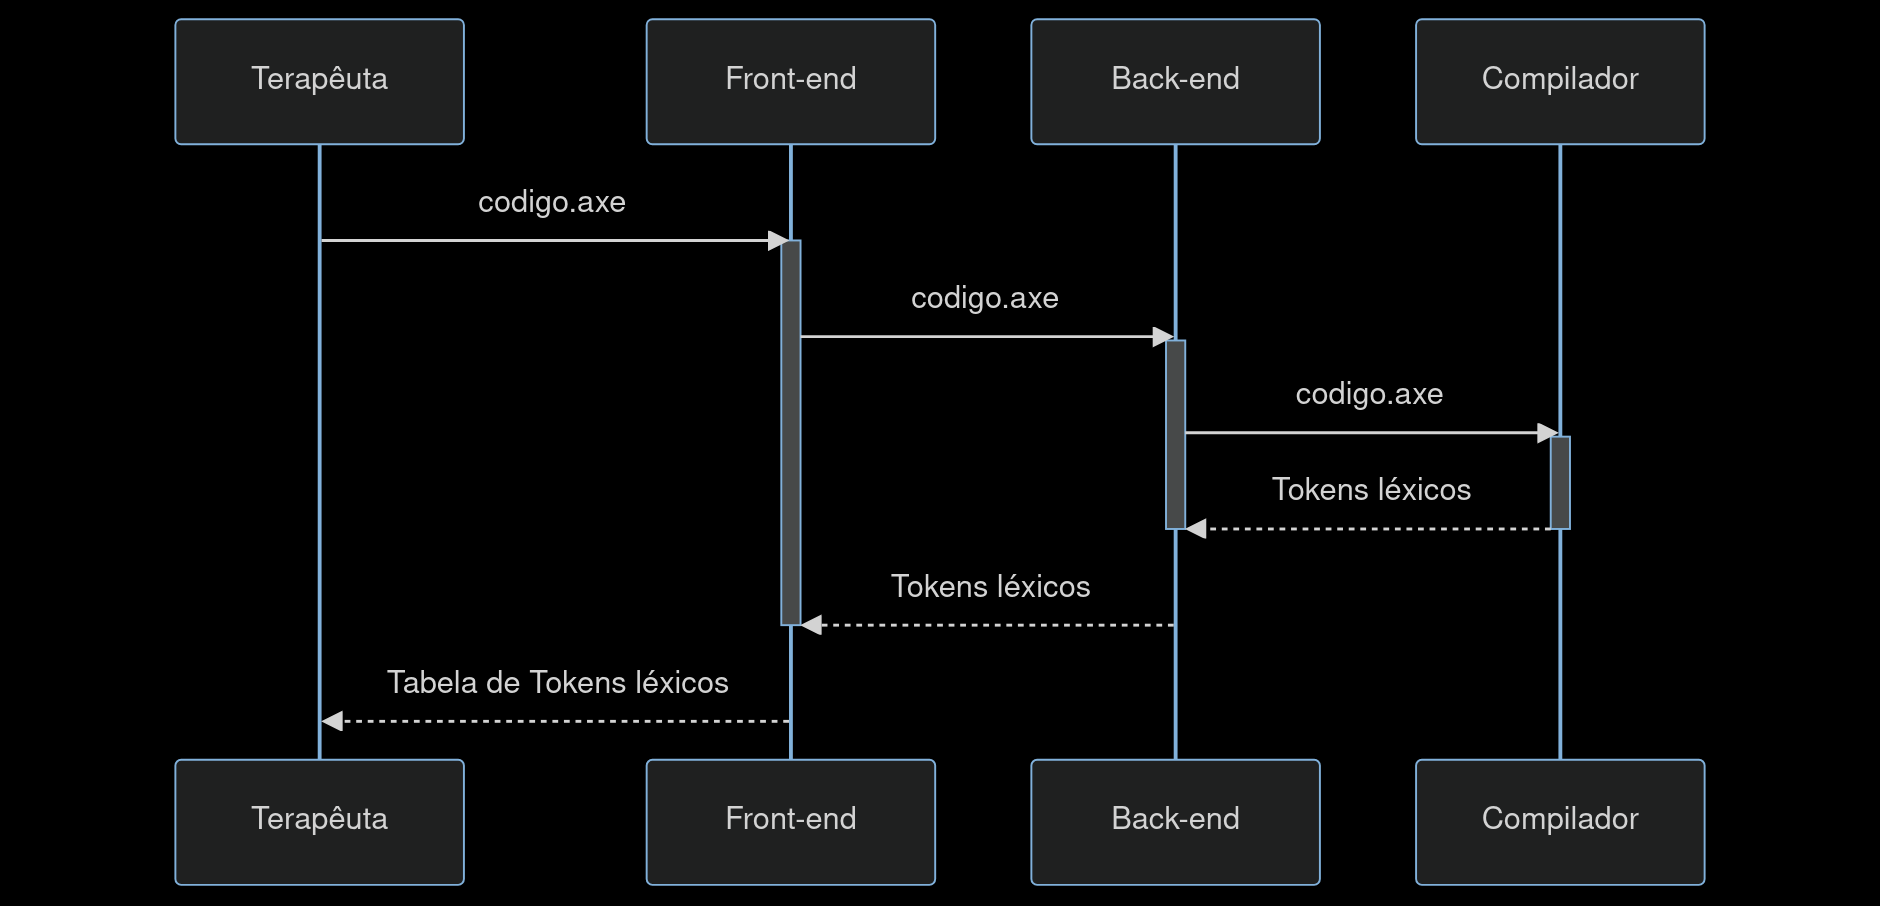 Terapêuta
Front-end
Back-end
Compilador
codigo.axe
codigo.axe
codigo.axe
Tokens léxicos
Tokens léxicos
Tabela de Tokens léxicos
Terapêuta
Front-end
Back-end
Compilador